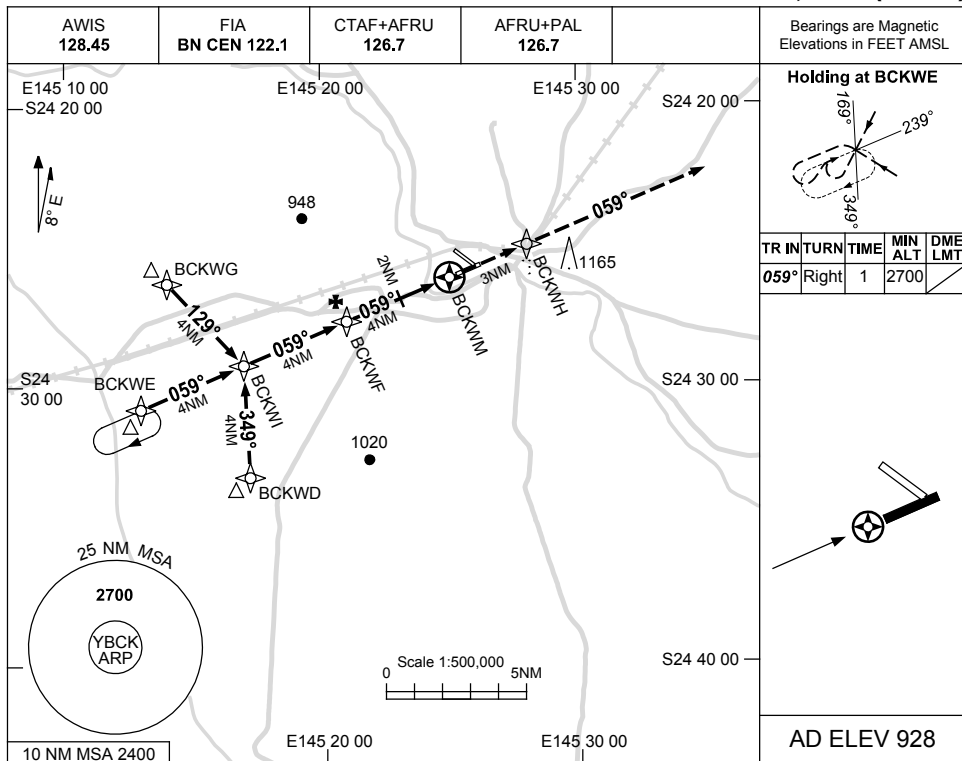 AWIS
128.45
FIA
BN CEN 122.1
CTAF+AFRU
126.7
AFRU+PAL
126.7
Bearings are Magnetic
Elevations in FEET AMSL
E145 10 00
E145 20 00
E145 30 00
S24 20 00
S24 20 00
8° E
948
BCKWG
129°
4NM
BCKWE
059°
4NM
BCKWI
059°
4NM
BCKWF
059°
4NM
2NM
BCKWM
3NM
BCKWH
059°
1165
349°
4NM
BCKWD
1020
S24
30 00
S24 30 00
25 NM MSA
2700
YBCK
ARP
10 NM MSA 2400
Scale 1:500,000
0
5NM
S24 40 00
E145 20 00
E145 30 00
Holding at BCKWE
169°
239°
349°
TR IN TURN TIME MIN ALT DME LMT
059° Right 1 2700
AD ELEV 928